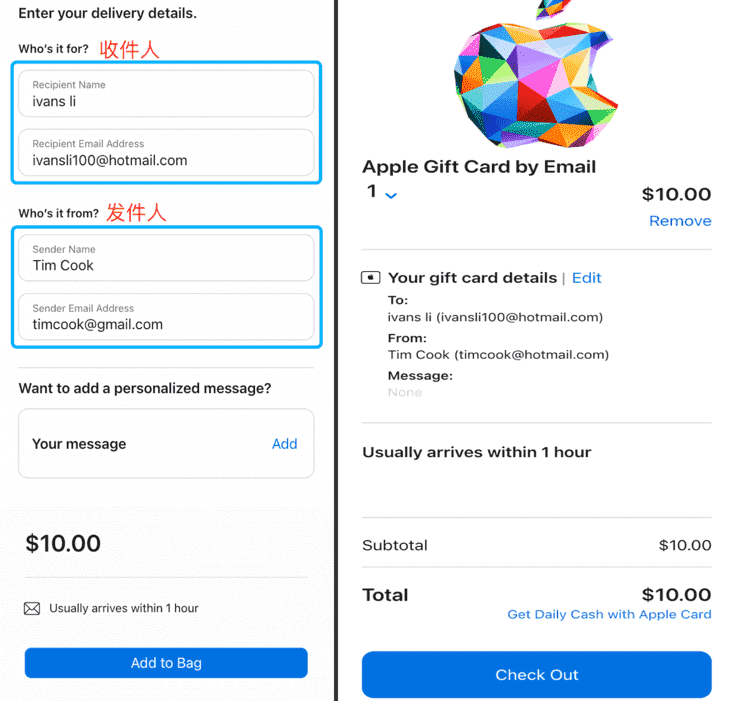 Enter your delivery details.
Who's it for? 收件人
Recipient Name
ivans li
Recipient Email Address
ivansli100@hotmail.com
Who's it from? 发件人
Sender Name
Tim Cook
Sender Email Address
timcook@gmail.com
Want to add a personalized message?
Your message Add
$10.00
Usually arrives within 1 hour
Add to Bag
Apple Gift Card by Email
1 $10.00
Remove
Your gift card details | Edit
To:
ivans li (ivansli100@hotmail.com)
From:
Tim Cook (timcook@hotmail.com)
Message:
None
Usually arrives within 1 hour
Subtotal $10.00
Total $10.00
Get Daily Cash with Apple Card
Check Out